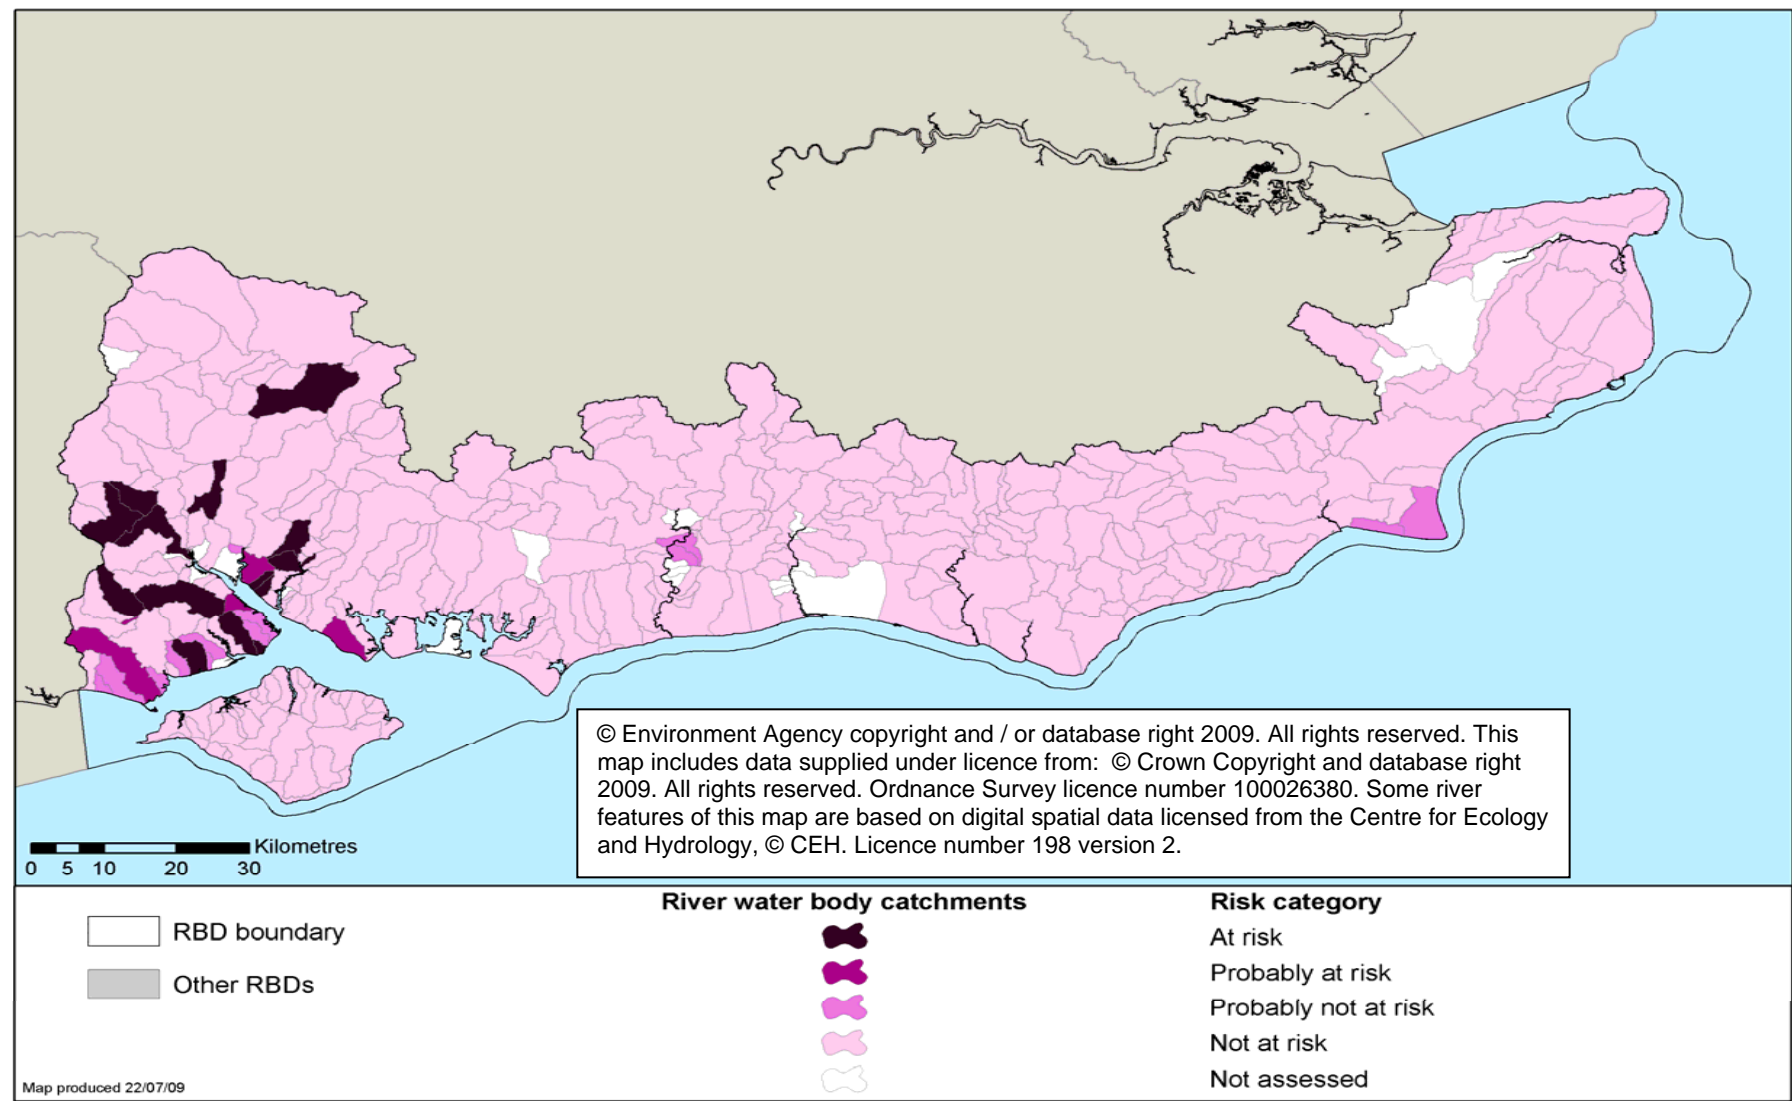 © Environment Agency copyright and / or database right 2009. All rights reserved. This
map includes data supplied under licence from:  © Crown Copyright and database right
2009. All rights reserved. Ordnance Survey licence number 100026380. Some river
features of this map are based on digital spatial data licensed from the Centre for Ecology
and Hydrology, © CEH. Licence number 198 version 2.
Kilometres
0 5 10 20 30
River water body catchments
Risk category
RBD boundary
At risk
Other RBDs
Probably at risk
Probably not at risk
Not at risk
Not assessed
Map produced 22/07/09